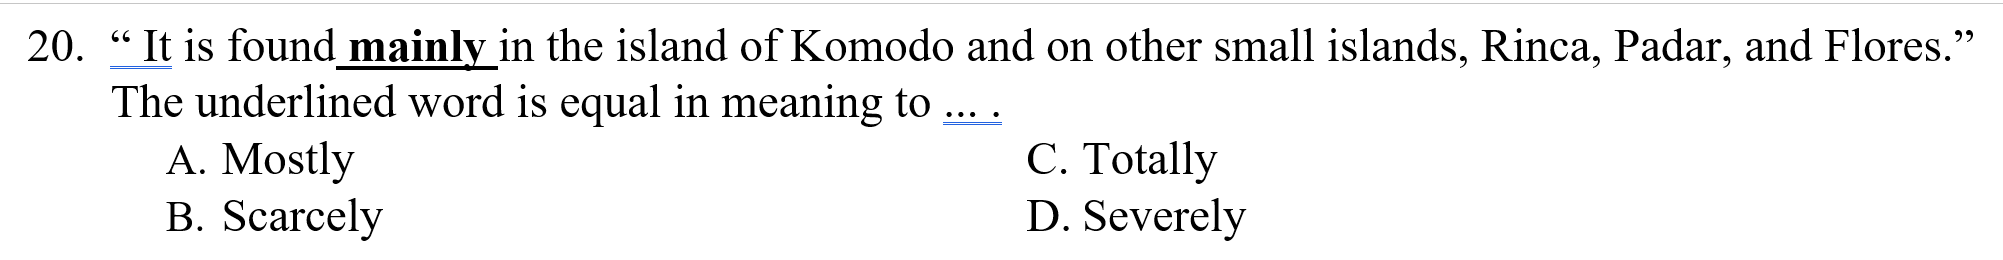 20. “ It is found mainly in the island of Komodo and on other small islands, Rinca, Padar, and Flores.”
The underlined word is equal in meaning to ... .
A. Mostly C. Totally
B. Scarcely D. Severely